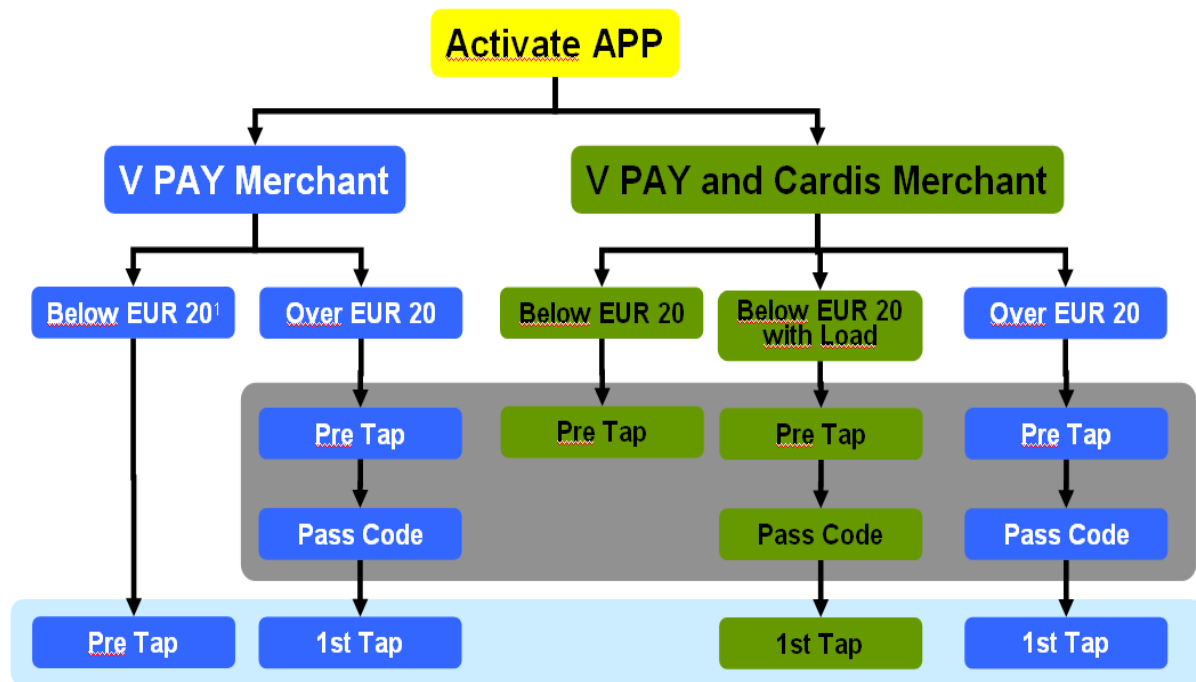 Activate APP
V PAY Merchant
V PAY and Cardis Merchant
Below EUR 20¹
Over EUR 20
Below EUR 20
Below EUR 20
with Load
Over EUR 20
Pre Tap
Pre Tap
Pre Tap
Pre Tap
Pass Code
Pass Code
Pass Code
Pre Tap
1st Tap
1st Tap
1st Tap